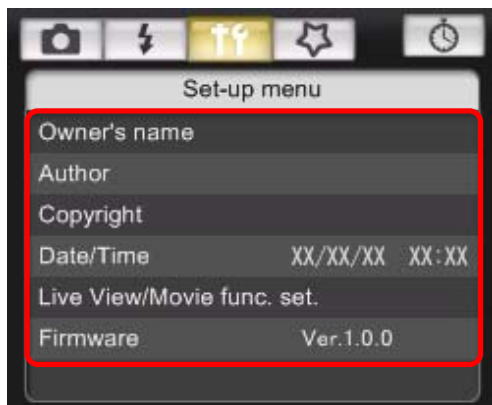 Set-up menu
Owner's name
Author
Copyright
Date/Time XX/XX/XX XX:XX
Live View/Movie func. set.
Firmware Ver.1.0.0